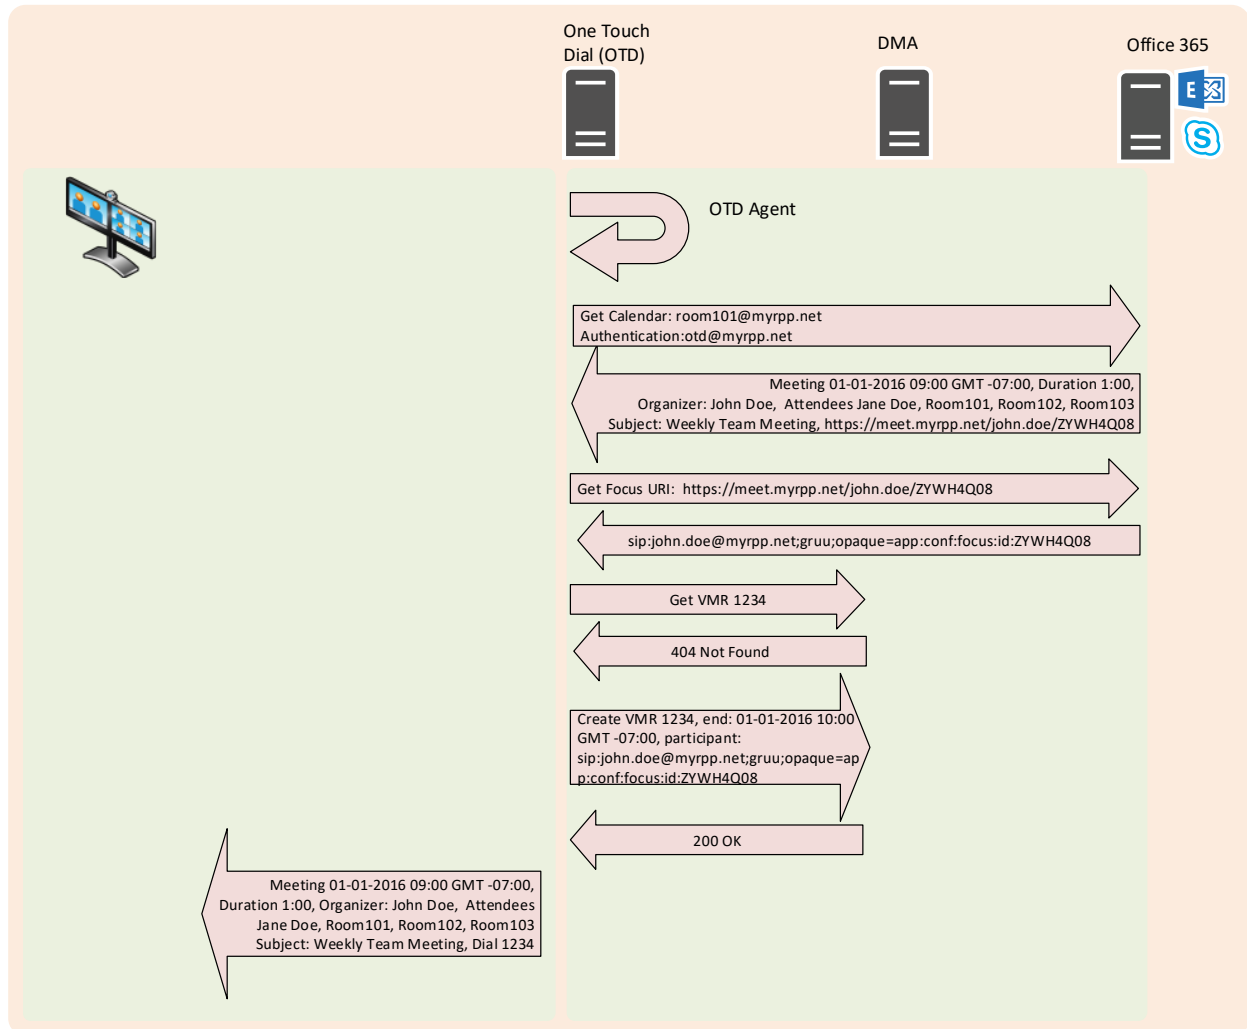 One Touch
Dial (OTD)
DMA
Office 365
E
S
OTD Agent
Get Calendar: room101@myrpp.net
Authentication:otd@myrpp.net
Meeting 01-01-2016 09:00 GMT -07:00, Duration 1:00,
Organizer: John Doe,  Attendees Jane Doe, Room101, Room102, Room103
Subject: Weekly Team Meeting, https://meet.myrpp.net/john.doe/ZYWH4Q08
Get Focus URI:  https://meet.myrpp.net/john.doe/ZYWH4Q08
sip:john.doe@myrpp.net;gruu;opaque=app:conf:focus:id:ZYWH4Q08
Get VMR 1234
404 Not Found
Create VMR 1234, end: 01-01-2016 10:00
GMT -07:00, participant:
sip:john.doe@myrpp.net;gruu;opaque=ap
p:conf:focus:id:ZYWH4Q08
200 OK
Meeting 01-01-2016 09:00 GMT -07:00,
Duration 1:00, Organizer: John Doe,  Attendees
Jane Doe, Room101, Room102, Room103
Subject: Weekly Team Meeting, Dial 1234